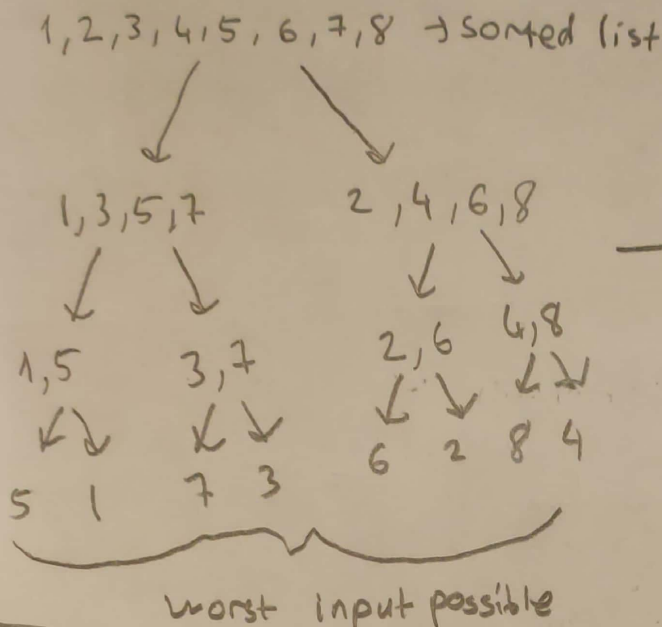 1,2,3,4,5,6,7,8 → sorted list
1,3,5,7 2,4,6,8
1,5 3,7 2,6 4,8
5 1 7 3 6 2 8 4
worst input possible